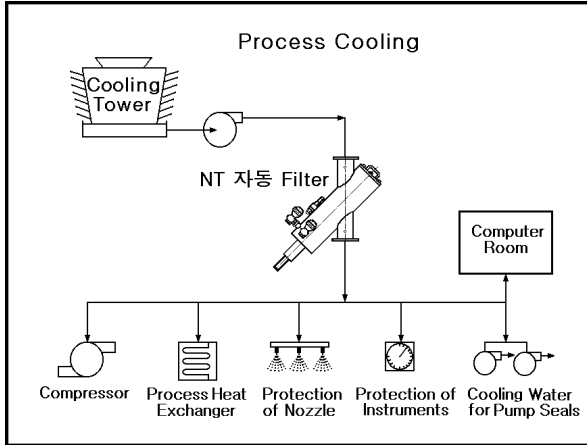 Process Cooling
Cooling
Tower
NT 자동 Filter
Computer
Room
Compressor
Process Heat
Exchanger
Protection
of Nozzle
Protection of
Instruments
Cooling Water
for Pump Seals